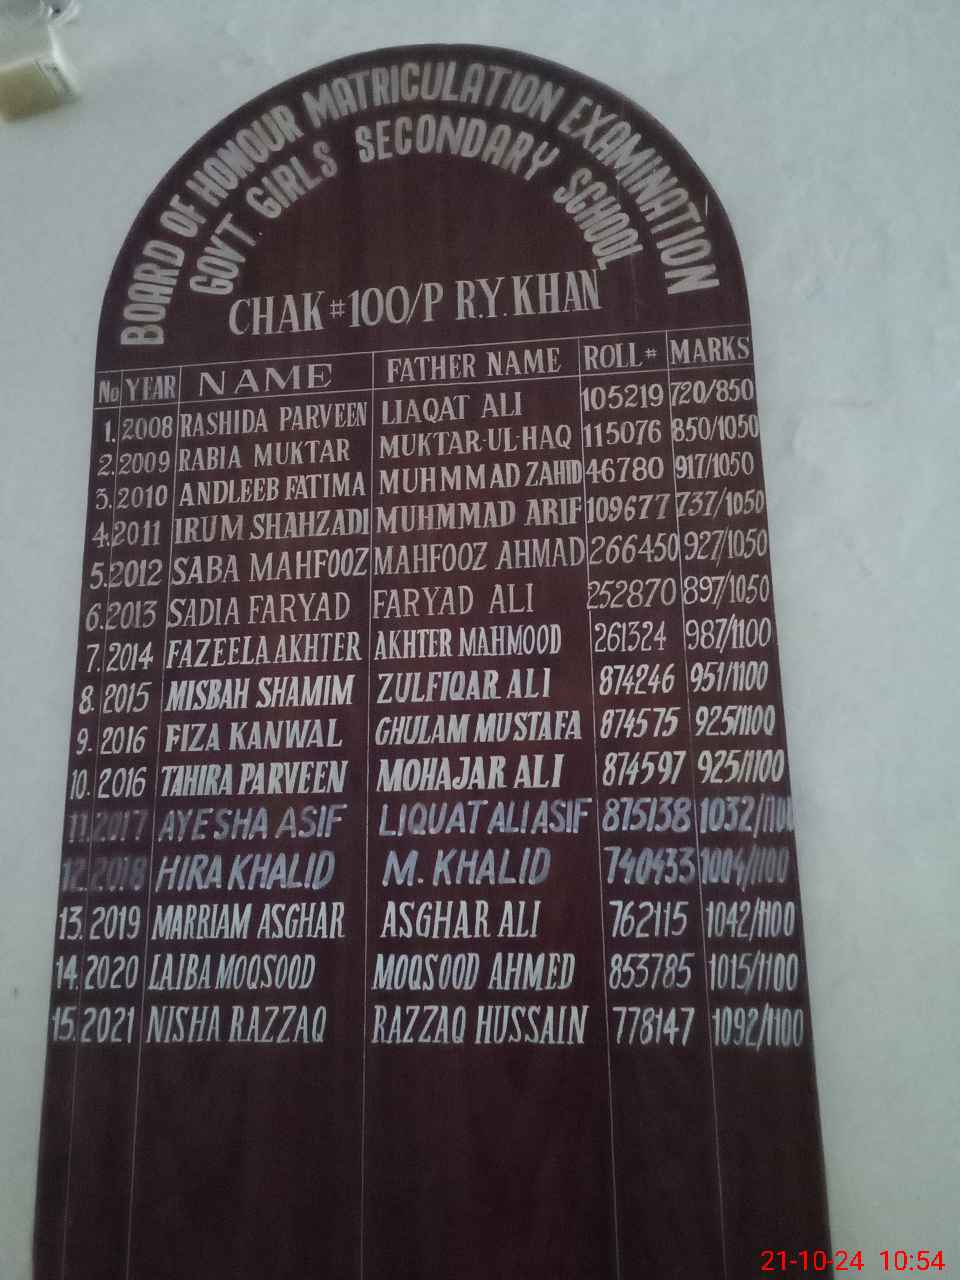 BOARD OF HONOUR MATRICULATION EXAMINATION
GOVT GIRLS SECONDARY SCHOOL
CHAK # 100/P R.Y. KHAN
No YEAR NAME FATHER NAME ROLL # MARKS
1. 2008 RASHIDA PARVEEN LIAQAT ALI 105219 720/850
2. 2009 RABIA MUKTAR MUKTAR-UL-HAQ 115076 850/1050
3. 2010 ANDLEEB FATIMA MUHMMAD ZAHID 46780 917/1050
4. 2011 IRUM SHAHZADI MUHMMAD ARIF 109677 737/1050
5. 2012 SABA MAHFOOZ MAHFOOZ AHMAD 266450 927/1050
6. 2013 SADIA FARYAD FARYAD ALI 252870 897/1050
7. 2014 FAZEELA AKHTER AKHTER MAHMOOD 261324 987/1100
8. 2015 MISBAH SHAMIM ZULFIQAR ALI 874246 951/1100
9. 2016 FIZA KANWAL GHULAM MUSTAFA 874575 925/1100
10. 2016 TAHIRA PARVEEN MOHAJAR ALI 874597 925/1100
11. 2017 AYESHA ASIF LIQUAT ALI ASIF 875138 1032/1100
12. 2018 HIRA KHALID M. KHALID 740433 1004/1100
13. 2019 MARRIAM ASGHAR ASGHAR ALI 762115 1042/1100
14. 2020 LAIBA MOQSOOD MOQSOOD AHMED 853785 1015/1100
15. 2021 NISHA RAZZAQ RAZZAQ HUSSAIN 778147 1092/1100
21-10-24 10:54